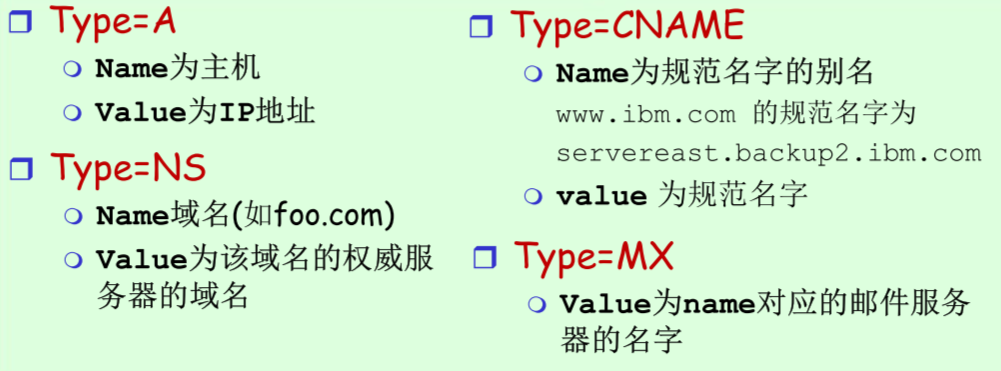 Type=A
Name为主机
Value为IP地址
Type=NS
Name域名(如foo.com)
Value为该域名的权威服
务器的域名
Type=CNAME
Name为规范名字的别名
www.ibm.com 的规范名字为
servereast.backup2.ibm.com
value 为规范名字
Type=MX
Value为name对应的邮件服务
器的名字